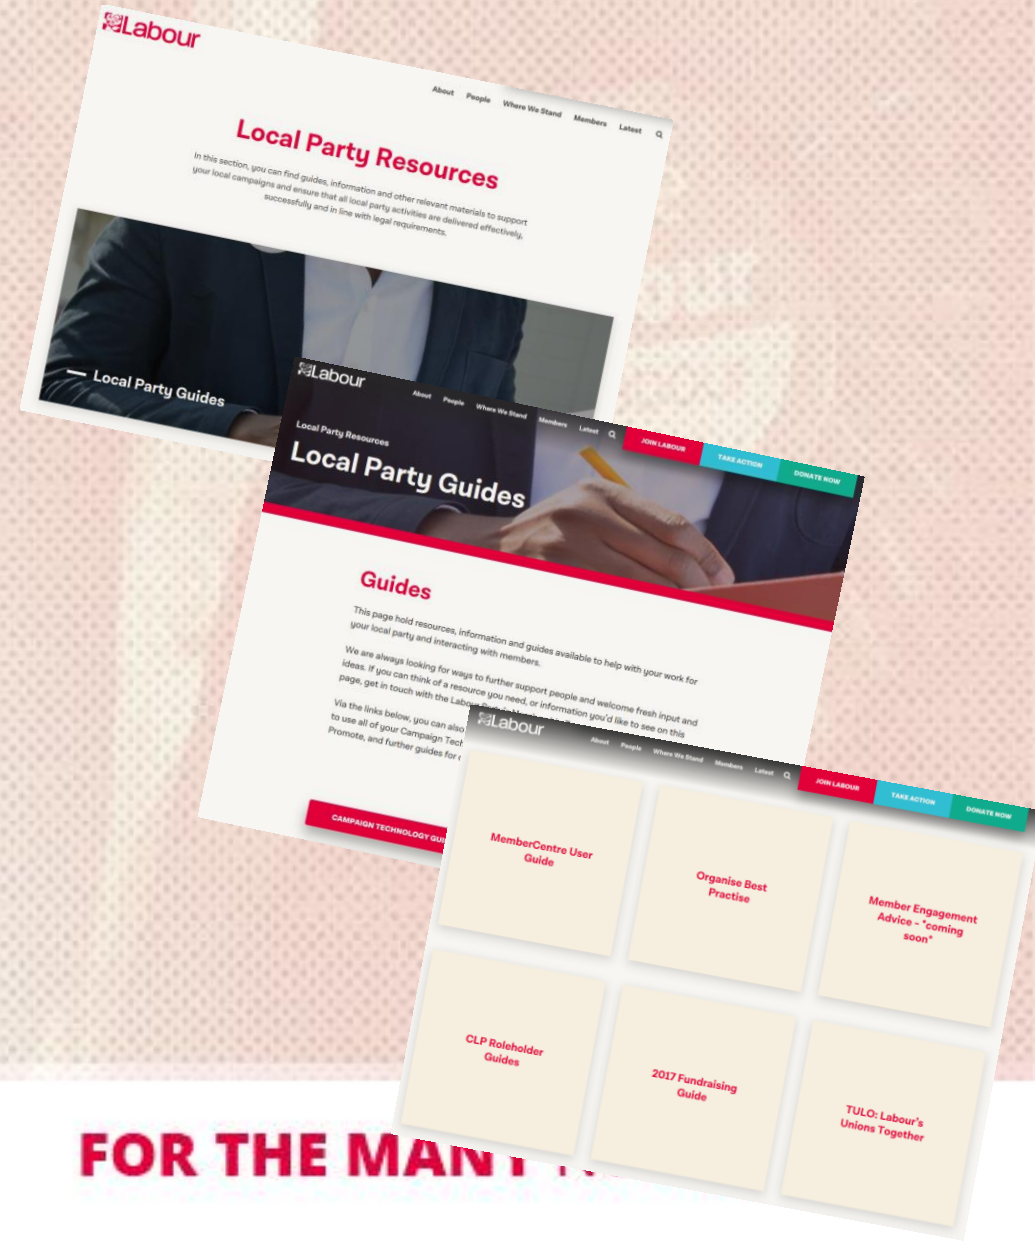 Labour
About People Where We Stand Members Latest
Local Party Resources
In this section, you can find guides, information and other relevant materials to support
your local campaigns and ensure that all local party activities are delivered effectively,
successfully and in line with legal requirements.
Local Party Guides
Labour
About People Where We Stand Members Latest JOIN LABOUR TAKE ACTION DONATE NOW
Local Party Resources
Local Party Guides
Guides
This page hold resources, information and guides available to help with your work for
your local party and interacting with members.
We are always looking for ways to further support people and welcome fresh input and
ideas. If you can think of a resource you need, or information you'd like to see on this
page, get in touch with the Labour
Via the links below, you can also
to use all of your Campaign Tech
Promote, and further guides for
CAMPAIGN TECHNOLOGY GUI
Labour
About People Where We Stand Members Latest JOIN LABOUR TAKE ACTION DONATE NOW
MemberCentre User
Guide
Organise Best
Practise
Member Engagement
Advice - *coming
soon*
CLP Roleholder
Guides
2017 Fundraising
Guide
TULO: Labour's
Unions Together
FOR THE MANY